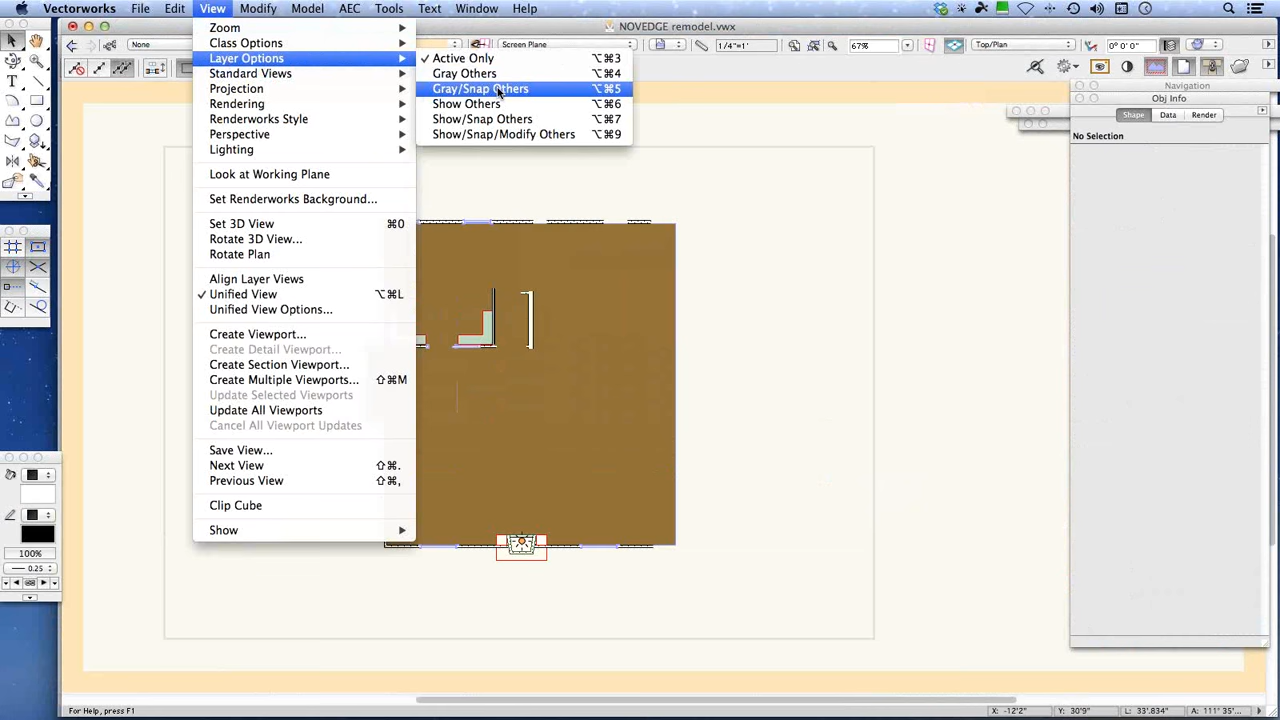 Vectorworks File Edit View Modify Model AEC Tools Text Window Help
NOVEDGE remodel.vwx
None
Screen Plane
1/4"=1'
67%
Top/Plan
0° 0'0"
Zoom
Class Options
Layer Options
Standard Views
Projection
Rendering
Renderworks Style
Perspective
Lighting
Look at Working Plane
Set Renderworks Background...
Set 3D View ⌘0
Rotate 3D View...
Rotate Plan
Align Layer Views
✓ Unified View ⌥⌘L
Unified View Options...
Create Viewport...
Create Detail Viewport...
Create Section Viewport...
Create Multiple Viewports... ⇧⌘M
Update Selected Viewports
Update All Viewports
Cancel All Viewport Updates
Save View...
Next View ⇧⌘.
Previous View ⇧⌘,
Clip Cube
Show
✓ Active Only ⌥⌘3
Gray Others ⌥⌘4
Gray/Snap Others ⌥⌘5
Show Others ⌥⌘6
Show/Snap Others ⌥⌘7
Show/Snap/Modify Others ⌥⌘9
Navigation
Obj Info
Shape Data Render
No Selection
100%
0.25
For Help, press F1
X: -12'2" Y: 30'9" L: 33'.834" A: 111° 35'...